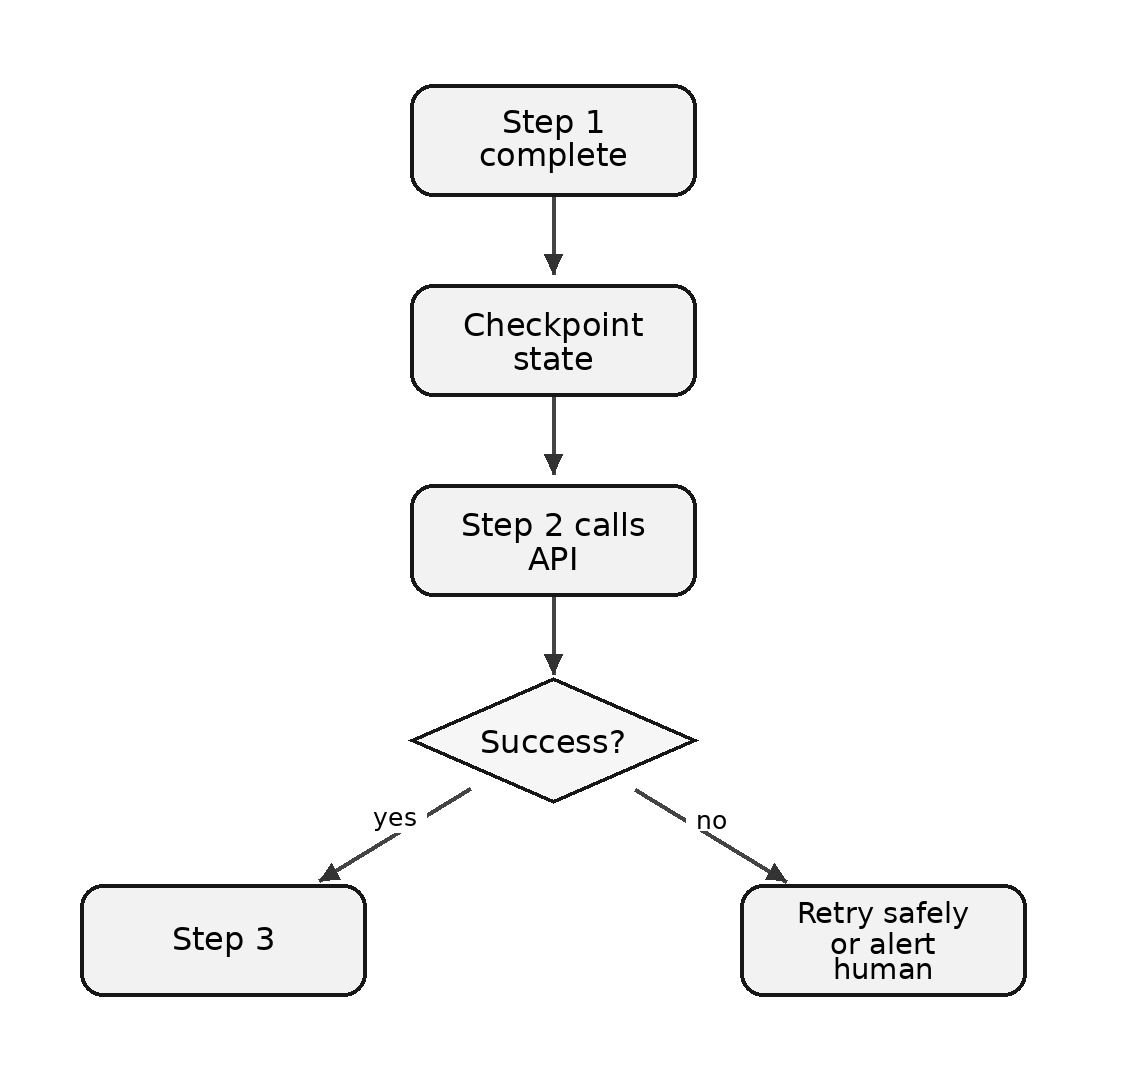 Step 1
complete
Checkpoint
state
Step 2 calls
API
Success?
yes
no
Step 3
Retry safely
or alert
human